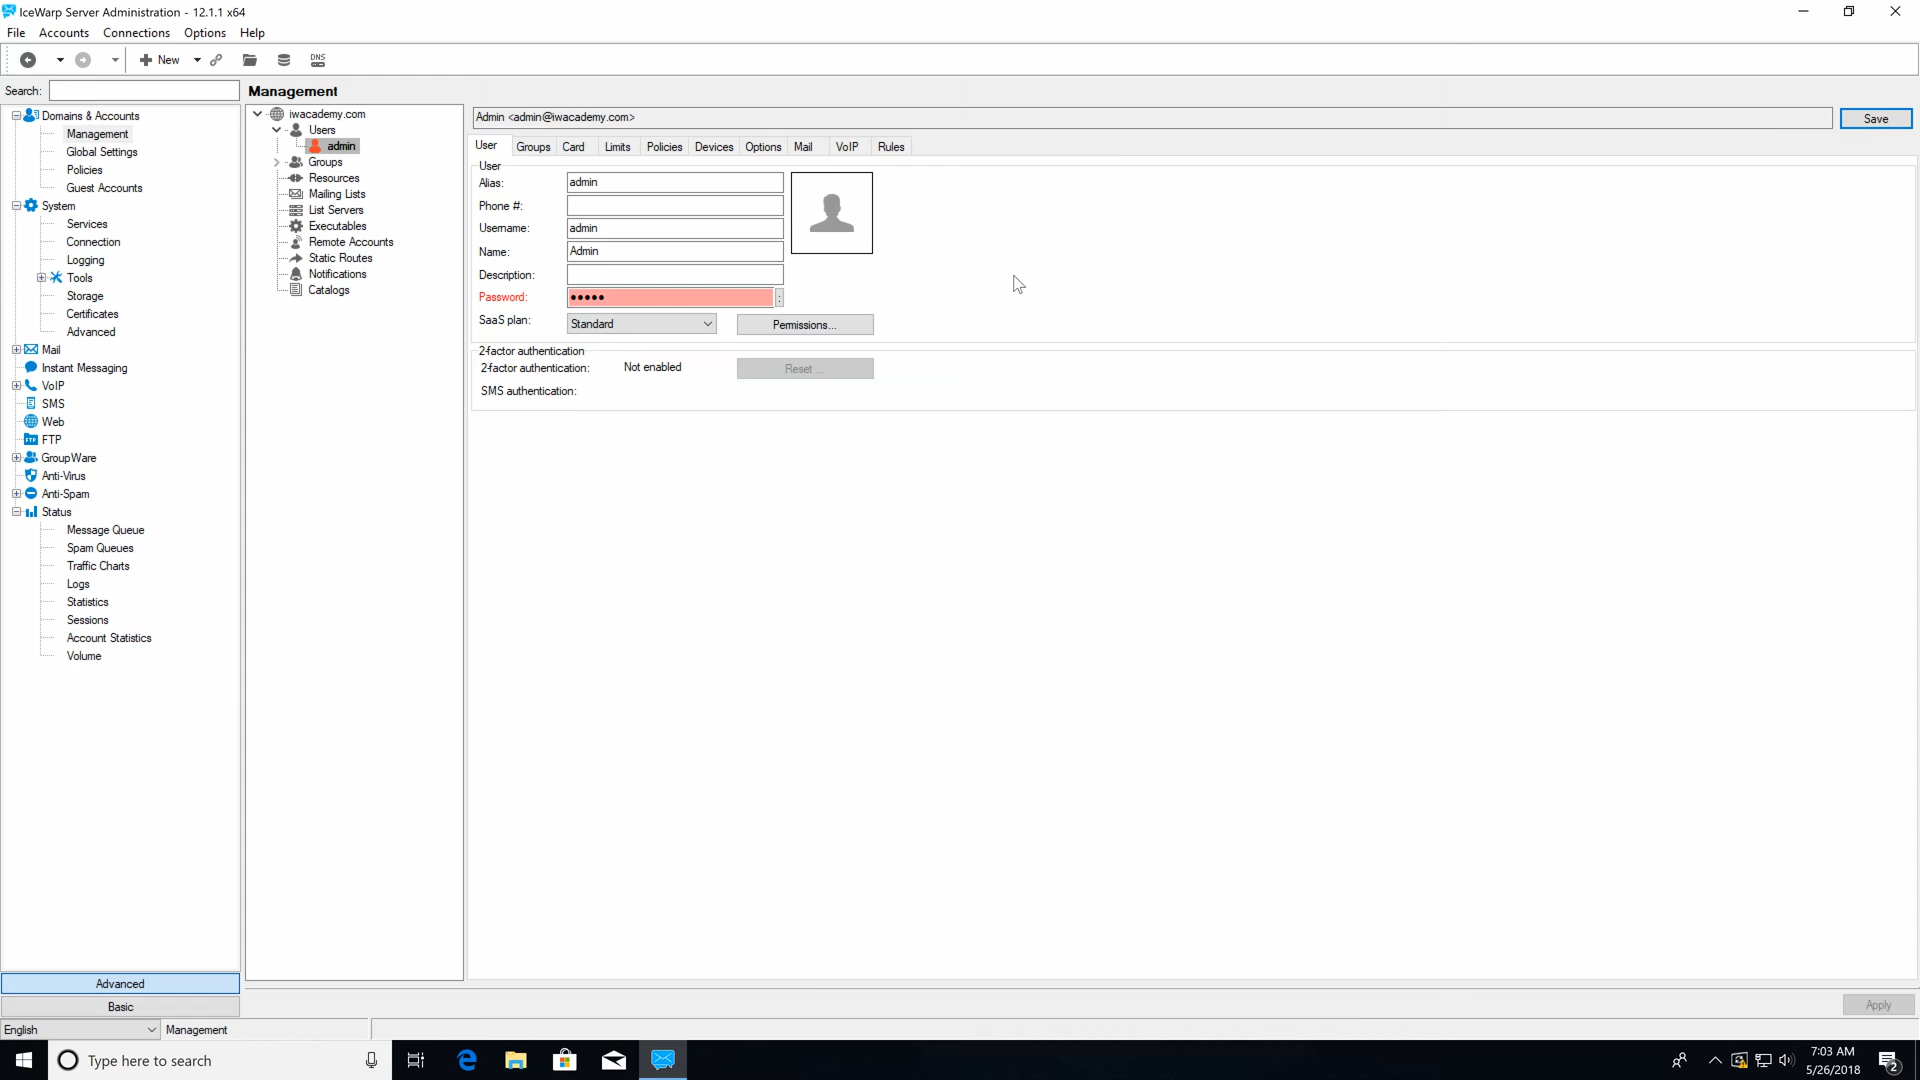 IceWarp Server Administration - 12.1.1 x64
File Accounts Connections Options Help
New DNS
Search: Management
Domains & Accounts
Management
Global Settings
Policies
Guest Accounts
System
Services
Connection
Logging
Tools
Storage
Certificates
Advanced
Mail
Instant Messaging
VoIP
SMS
Web
FTP
GroupWare
Anti-Virus
Anti-Spam
Status
Message Queue
Spam Queues
Traffic Charts
Logs
Statistics
Sessions
Account Statistics
Volume
Advanced
Basic
iwacademy.com
Users
admin
Groups
Resources
Mailing Lists
List Servers
Executables
Remote Accounts
Static Routes
Notifications
Catalogs
Admin <admin@iwacademy.com> Save
User Groups Card Limits Policies Devices Options Mail VoIP Rules
User
Alias: admin
Phone #:
Username: admin
Name: Admin
Description:
Password: •••••
SaaS plan: Standard Permissions...
2-factor authentication
2-factor authentication: Not enabled Reset ...
SMS authentication:
Apply
English Management
Type here to search
7:03 AM
5/26/2018
2